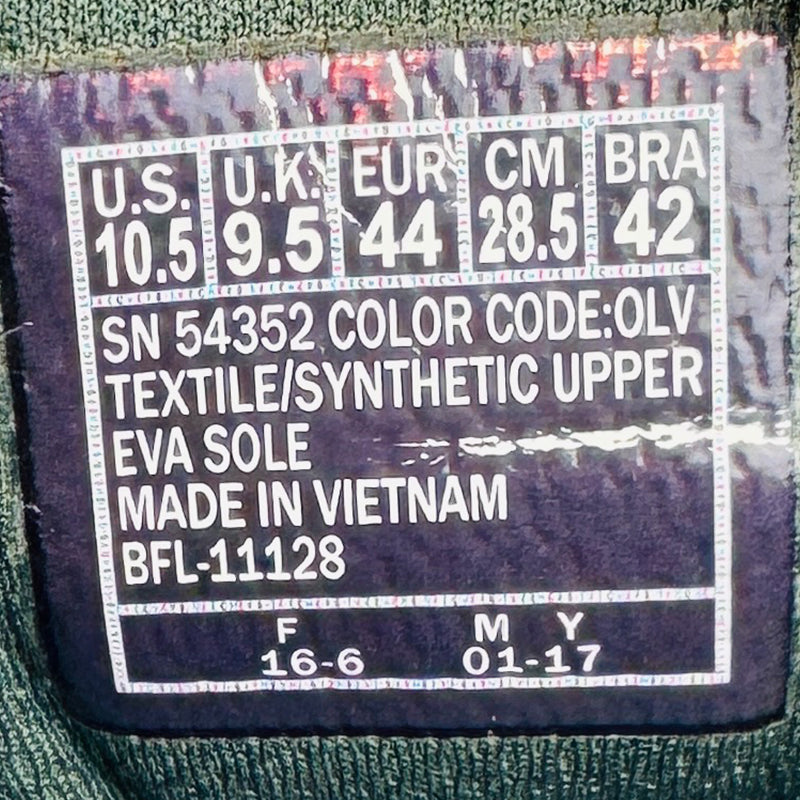 U.S. U.K. EUR CM BRA
10.5 9.5 44 28.5 42
SN 54352 COLOR CODE:OLV
TEXTILE/SYNTHETIC UPPER
EVA SOLE
MADE IN VIETNAM
BFL-11128
F M Y
16-6 01-17